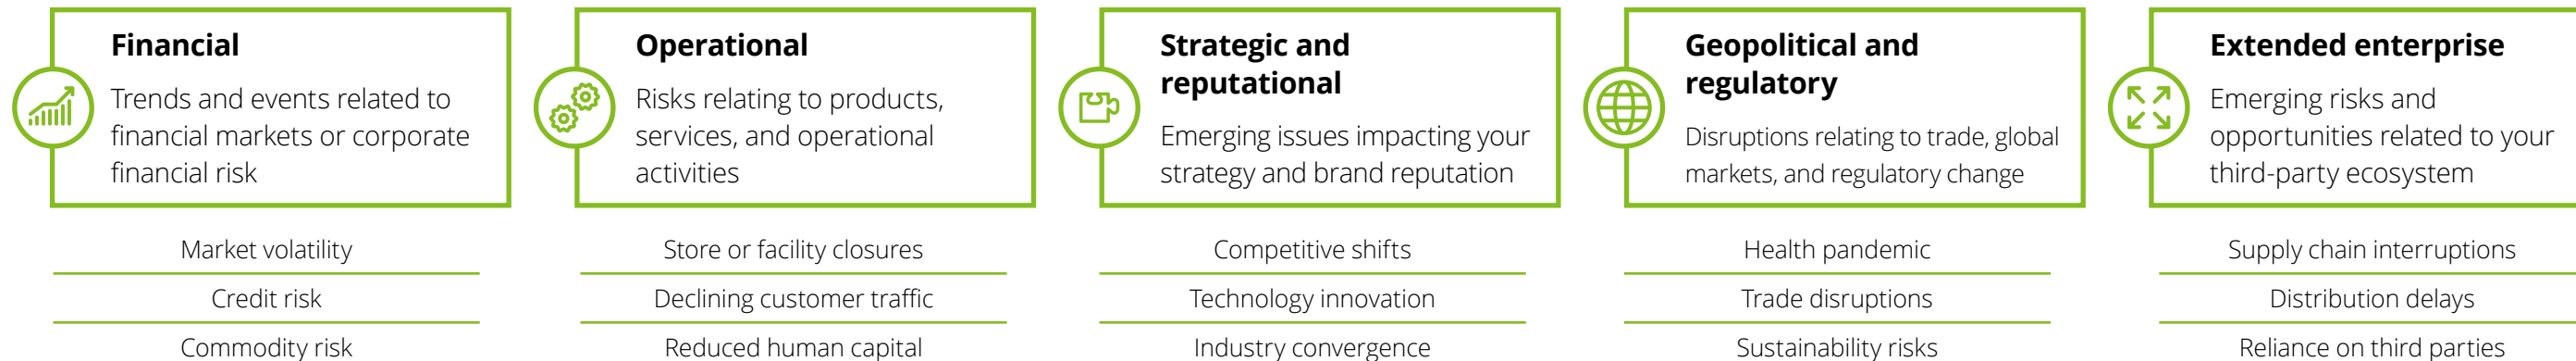 Financial
Trends and events related to
financial markets or corporate
financial risk
Market volatility
Credit risk
Commodity risk
Operational
Risks relating to products,
services, and operational
activities
Store or facility closures
Declining customer traffic
Reduced human capital
Strategic and
reputational
Emerging issues impacting your
strategy and brand reputation
Competitive shifts
Technology innovation
Industry convergence
Geopolitical and
regulatory
Disruptions relating to trade, global
markets, and regulatory change
Health pandemic
Trade disruptions
Sustainability risks
Extended enterprise
Emerging risks and
opportunities related to your
third-party ecosystem
Supply chain interruptions
Distribution delays
Reliance on third parties